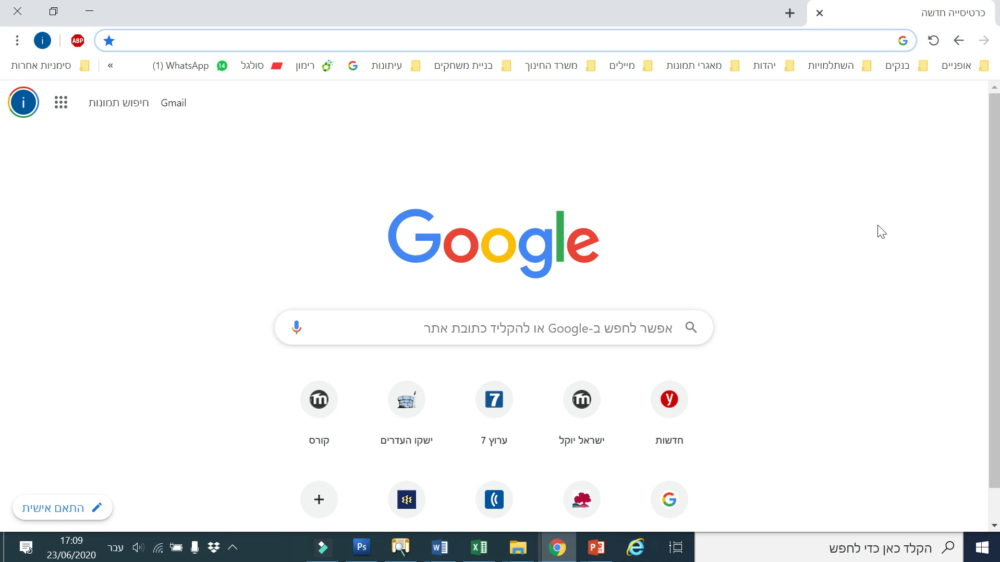 כרטיסייה חדשה
ABP
i
אופניים
בנקים
השתלמויות
יהדות
מאגרי תמונות
מיילים
משרד החינוך
בניית משחקים
עיתונות
רימון
סולגל
14
(1) WhatsApp
»
סימניות אחרות
Gmail
חיפוש תמונות
i
Google
אפשר לחפש ב-Google או להקליד כתובת אתר
חדשות
ישראל יוקל
ערוץ 7
ישקו העדרים
קורס
התאם אישית
הקלד כאן כדי לחפש
Ps
עבר
17:09
23/06/2020